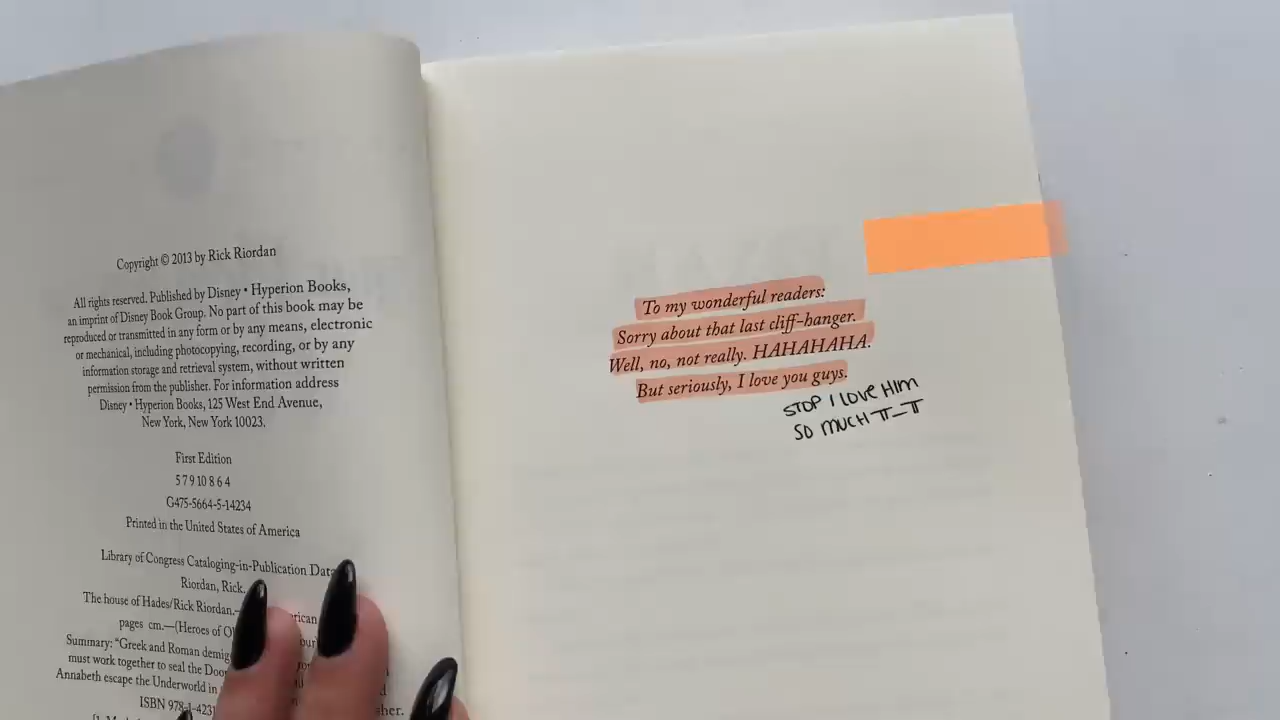 Copyright © 2013 by Rick Riordan
All rights reserved. Published by Disney • Hyperion Books,
an imprint of Disney Book Group. No part of this book may be
reproduced or transmitted in any form or by any means, electronic
or mechanical, including photocopying, recording, or by any
information storage and retrieval system, without written
permission from the publisher. For information address
Disney • Hyperion Books, 125 West End Avenue,
New York, New York 10023.
First Edition
5 7 9 10 8 6 4
G475-5664-5-14234
Printed in the United States of America
Library of Congress Cataloging-in-Publication Data
Riordan, Rick.
The house of Hades/Rick Riordan.—
pages cm.—(Heroes of
Summary: "Greek and Roman
must work together to seal the
Annabeth escape the Underworld in
ISBN
To my wonderful readers:
Sorry about that last cliff-hanger.
Well, no, not really. HAHAHAHA.
But seriously, I love you guys.
STOP I LOVE HIM
SO MUCH TT_TT